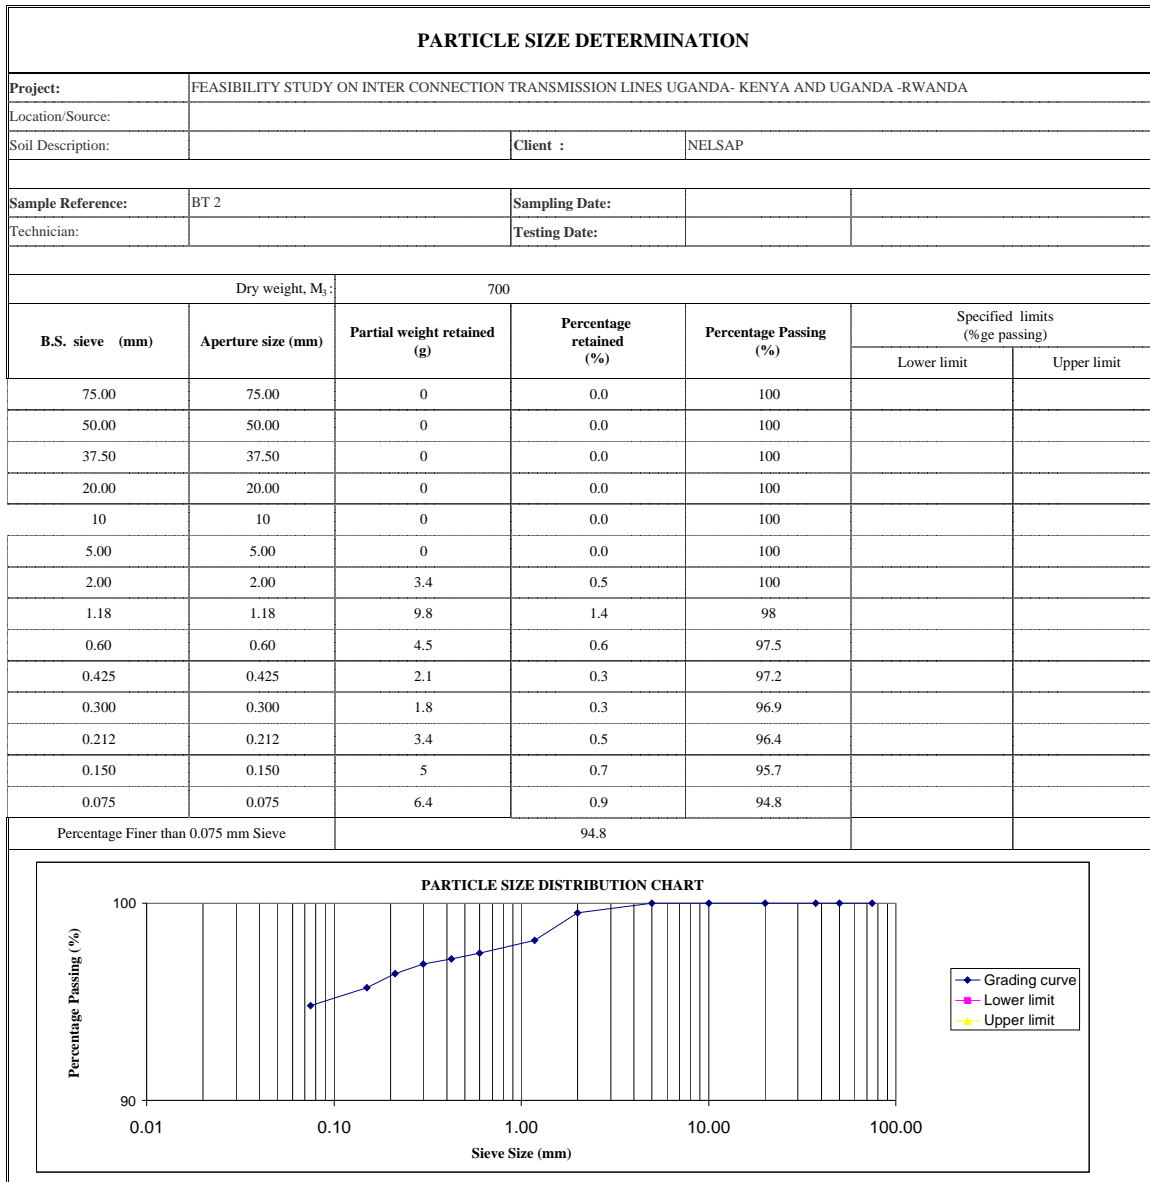 PARTICLE SIZE DETERMINATION
Project: FEASIBILITY STUDY ON INTER CONNECTION TRANSMISSION LINES UGANDA- KENYA AND UGANDA -RWANDA
Location/Source:
Soil Description: Client : NELSAP
Sample Reference: BT 2 Sampling Date:
Technician: Testing Date:
Dry weight, M3 : 700
B.S. sieve (mm) Aperture size (mm) Partial weight retained (g) Percentage retained (%) Percentage Passing (%) Specified limits (%ge passing)
Lower limit Upper limit
75.00 75.00 0 0.0 100
50.00 50.00 0 0.0 100
37.50 37.50 0 0.0 100
20.00 20.00 0 0.0 100
10 10 0 0.0 100
5.00 5.00 0 0.0 100
2.00 2.00 3.4 0.5 100
1.18 1.18 9.8 1.4 98
0.60 0.60 4.5 0.6 97.5
0.425 0.425 2.1 0.3 97.2
0.300 0.300 1.8 0.3 96.9
0.212 0.212 3.4 0.5 96.4
0.150 0.150 5 0.7 95.7
0.075 0.075 6.4 0.9 94.8
Percentage Finer than 0.075 mm Sieve 94.8
PARTICLE SIZE DISTRIBUTION CHART
Percentage Passing (%)
100
90
0.01 0.10 1.00 10.00 100.00
Sieve Size (mm)
Grading curve
Lower limit
Upper limit